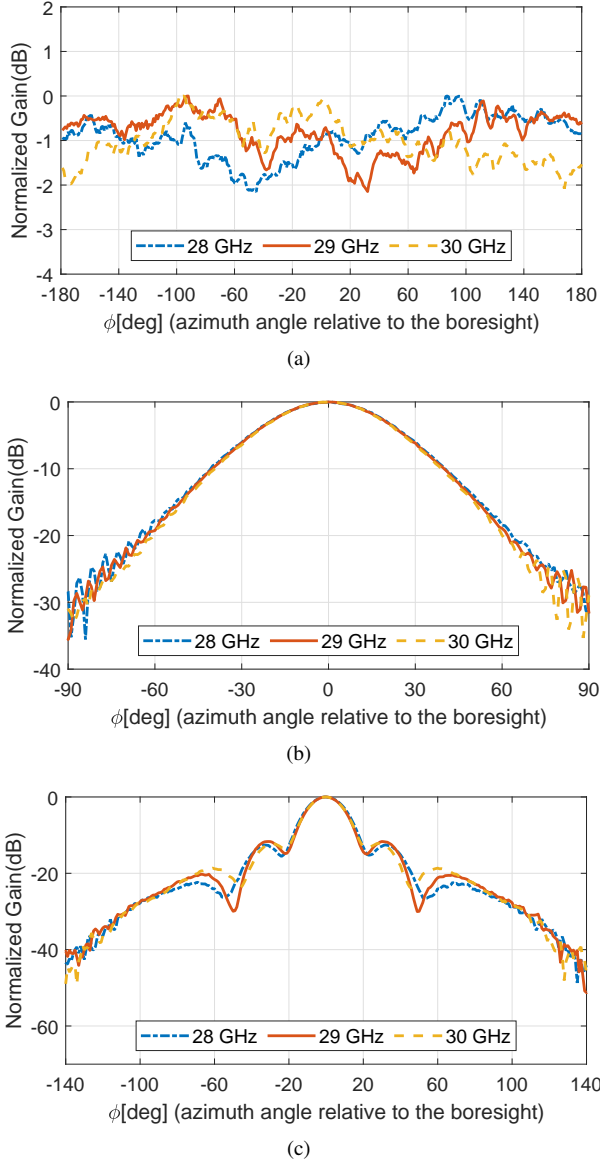 2
1
0
-1
-2
-3
-4
Normalized Gain(dB)
28 GHz 29 GHz 30 GHz
-180 -140 -100 -60 -20 20 60 100 140 180
ϕ[deg] (azimuth angle relative to the boresight)
(a)
0
-10
-20
-30
-40
Normalized Gain(dB)
28 GHz 29 GHz 30 GHz
-90 -60 -30 0 30 60 90
ϕ[deg] (azimuth angle relative to the boresight)
(b)
0
-20
-40
-60
Normalized Gain(dB)
28 GHz 29 GHz 30 GHz
-140 -100 -60 -20 20 60 100 140
ϕ[deg] (azimuth angle relative to the boresight)
(c)